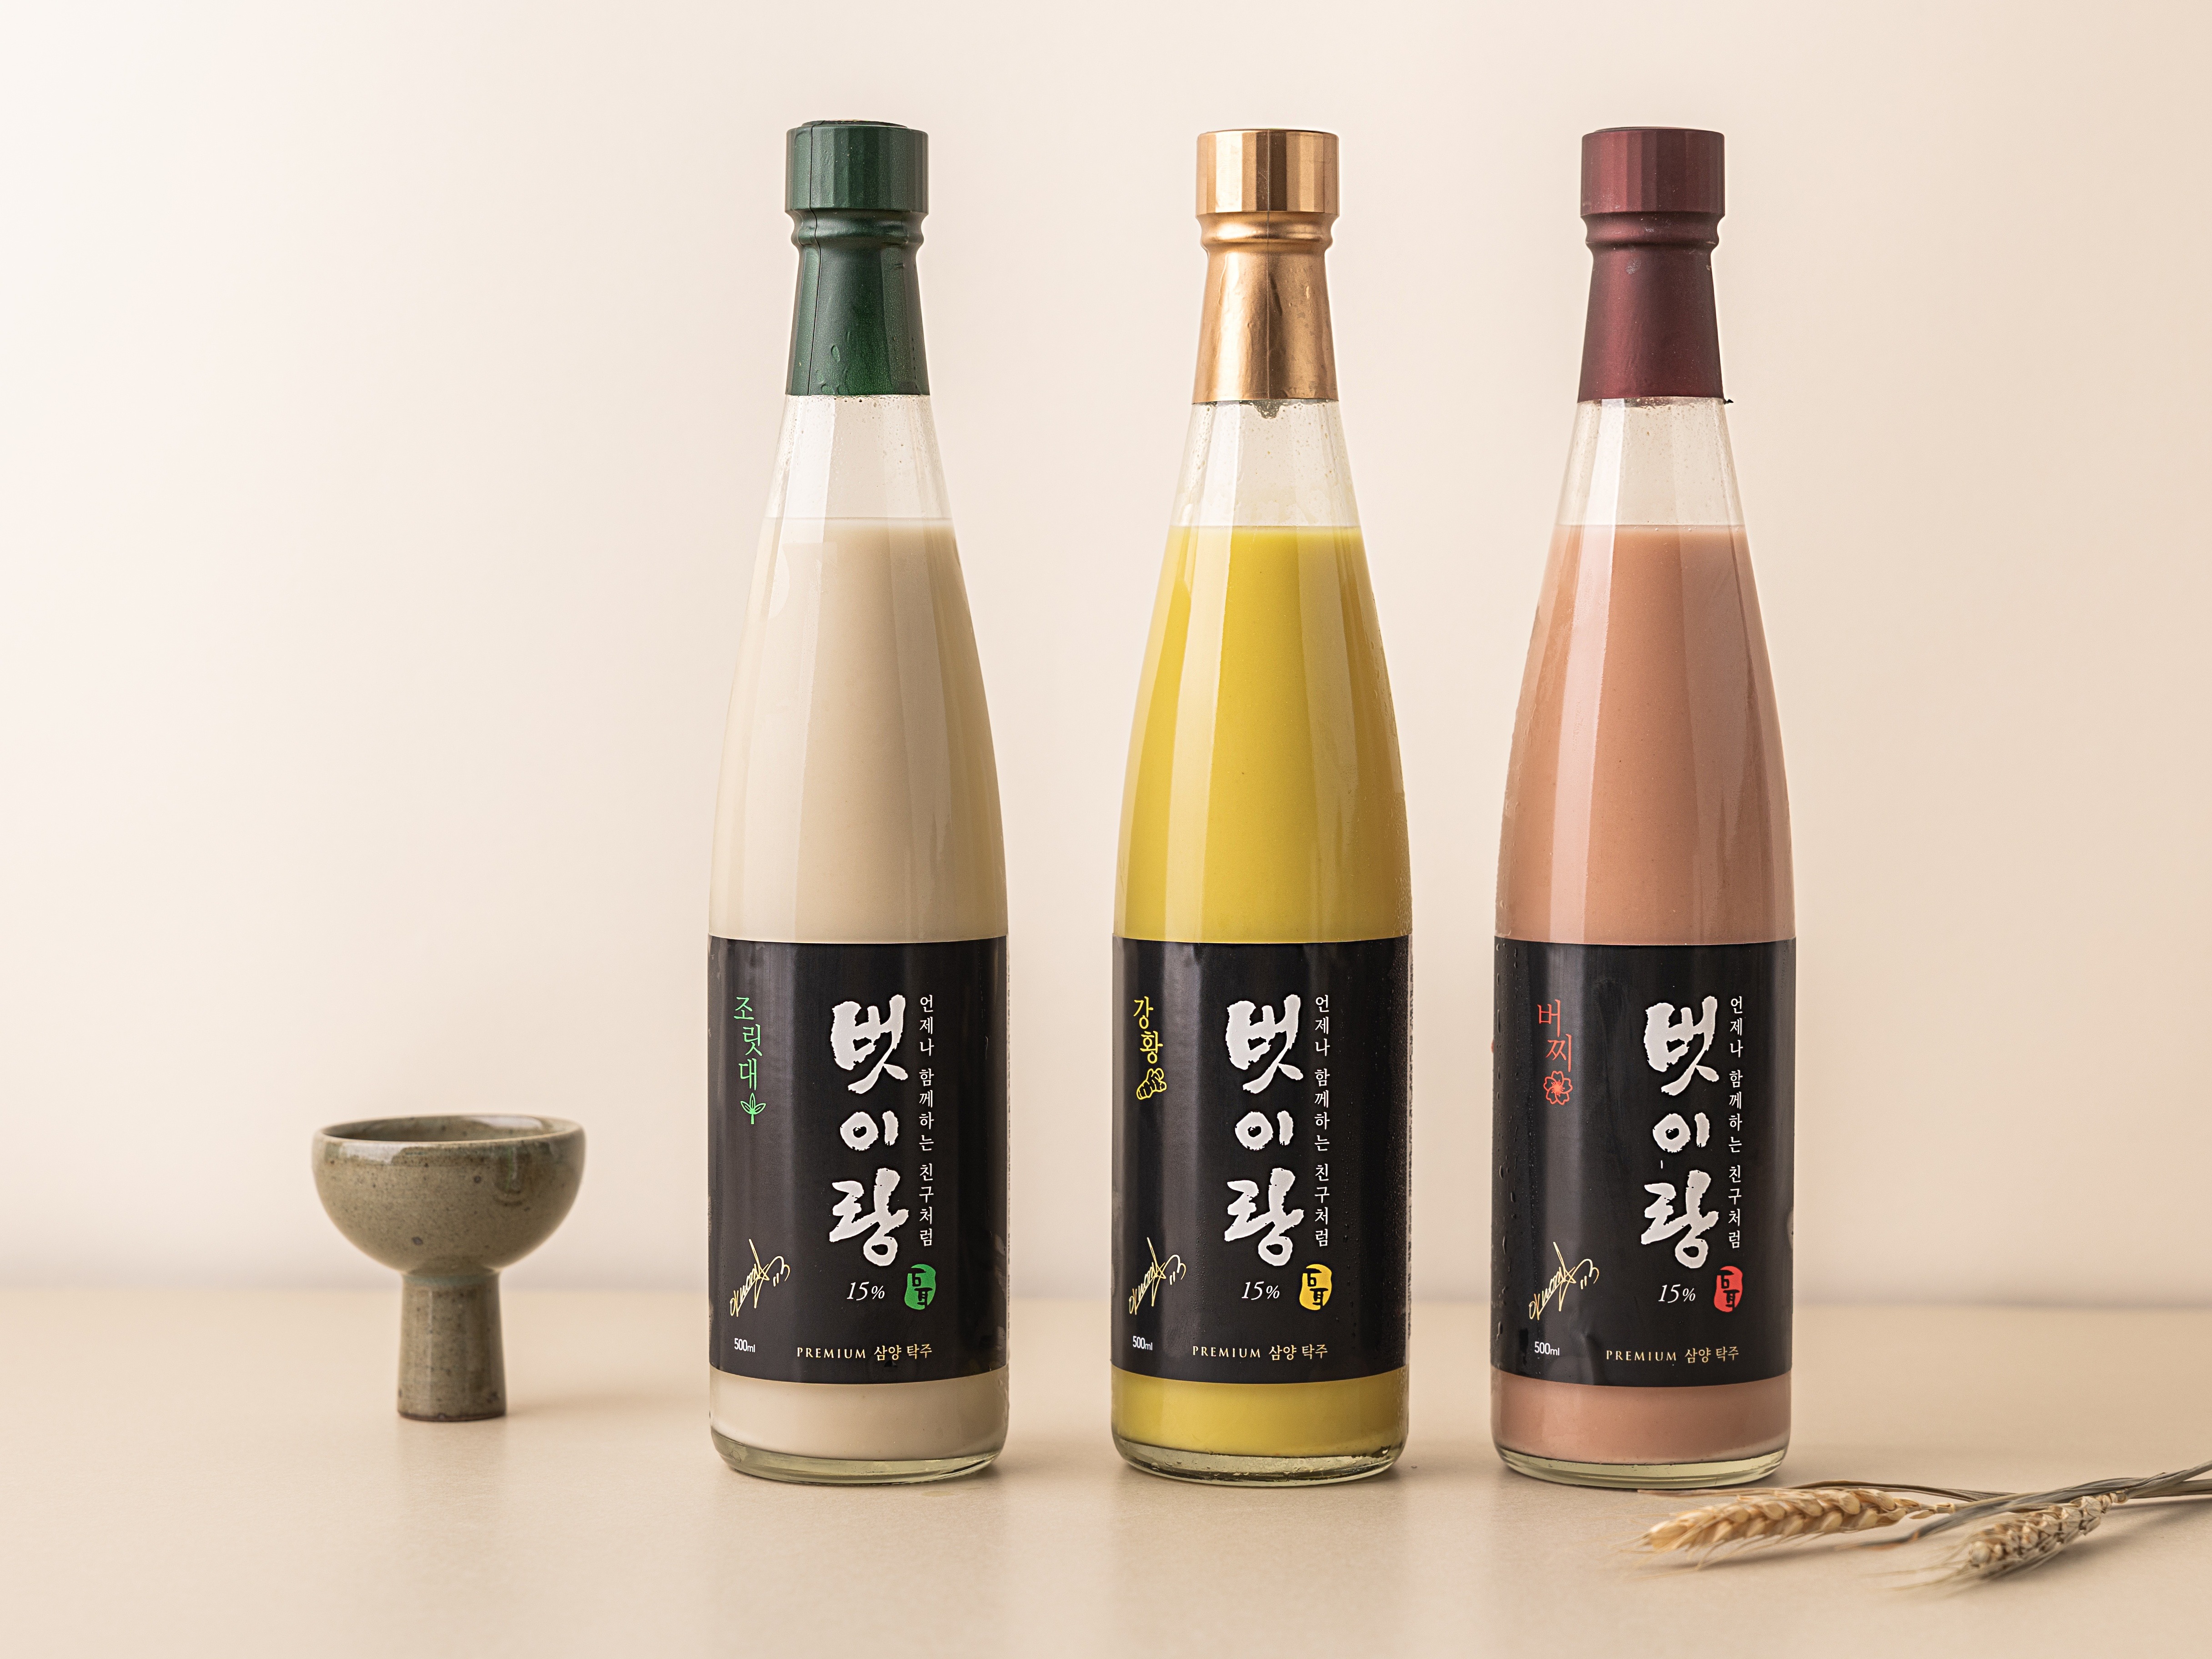 조릿대
벗이랑
언제나 함께하는 친구처럼
15%
500ml
PREMIUM 삼양 탁주
강황
벗이랑
언제나 함께하는 친구처럼
15%
500ml
PREMIUM 삼양 탁주
버찌
벗이랑
언제나 함께하는 친구처럼
15%
500ml
PREMIUM 삼양 탁주